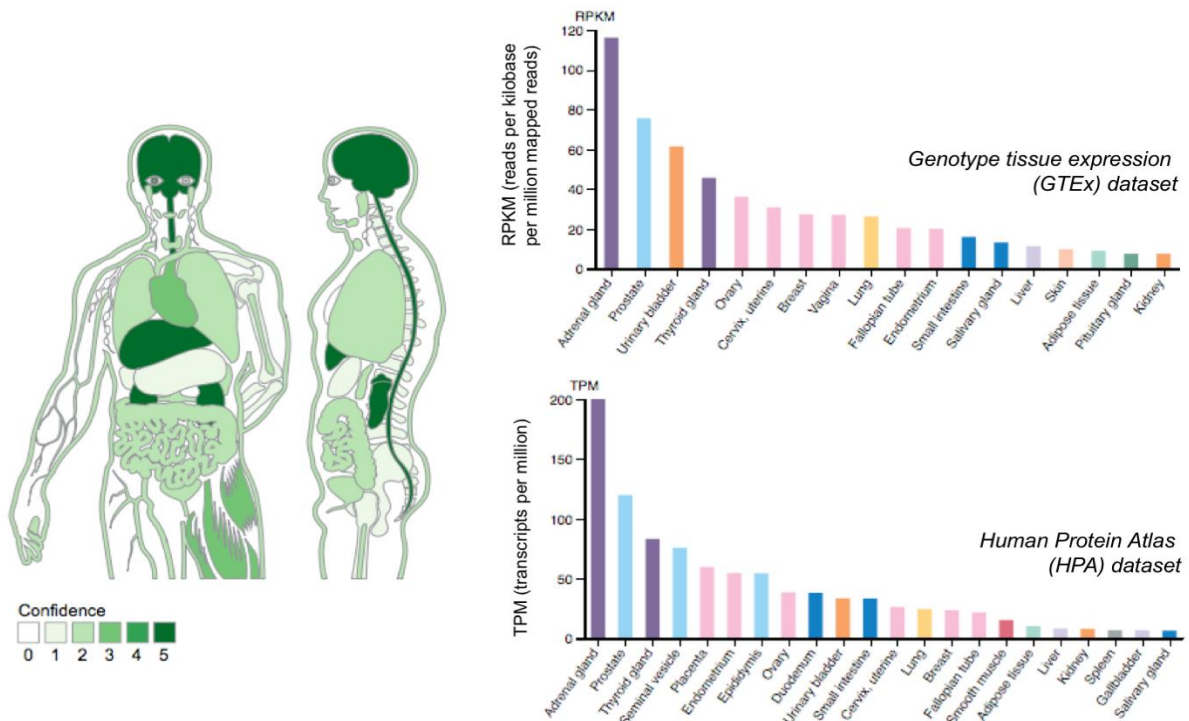 Confidence
0 1 2 3 4 5
RPKM
RPKM (reads per kilobase
per million mapped reads)
120
100
80
60
40
20
0
Genotype tissue expression
(GTEx) dataset
Adrenal gland
Prostate
Urinary bladder
Thyroid gland
Ovary
Cervix, uterine
Breast
Vagina
Lung
Fallopian tube
Endometrium
Small intestine
Salivary gland
Liver
Skin
Adipose tissue
Pituitary gland
Kidney
TPM
TPM (transcripts per million)
200
150
100
50
0
Human Protein Atlas
(HPA) dataset
Adrenal gland
Prostate
Thyroid gland
Seminal vesicle
Placenta
Endometrium
Epididymis
Ovary
Duodenum
Urinary bladder
Small intestine
Cervix, uterine
Lung
Breast
Fallopian tube
Smooth muscle
Adipose tissue
Liver
Kidney
Spleen
Gallbladder
Salivary gland